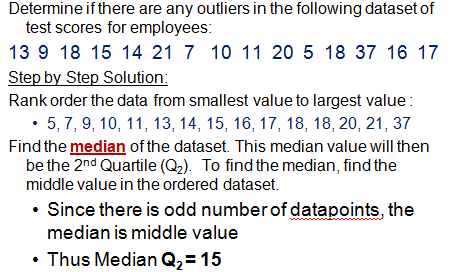 Determine if there are any outliers in the following dataset of
test scores for employees:
13 9 18 15 14 21 7 10 11 20 5 18 37 16 17
Step by Step Solution:
Rank order the data from smallest value to largest value :
• 5, 7, 9, 10, 11, 13, 14, 15, 16, 17, 18, 18, 20, 21, 37
Find the median of the dataset. This median value will then
be the 2nd Quartile (Q₂). To find the median, find the
middle value in the ordered dataset.
• Since there is odd number of datapoints, the
median is middle value
• Thus Median Q₂ = 15